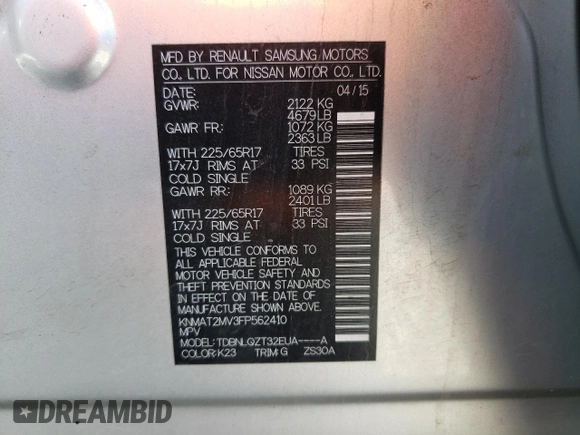 MFD BY RENAULT SAMSUNG MOTORS
CO., LTD. FOR NISSAN MOTOR CO., LTD.
DATE: 04/15
GVWR: 2122 KG
4679 LB
GAWR FR: 1072 KG
2363 LB
WITH 225/65R17 TIRES
17x7J RIMS AT 33 PSI
COLD SINGLE
GAWR RR: 1089 KG
2401 LB
WITH 225/65R17 TIRES
17x7J RIMS AT 33 PSI
COLD SINGLE
THIS VEHICLE CONFORMS TO
ALL APPLICABLE FEDERAL
MOTOR VEHICLE SAFETY AND
THEFT PREVENTION STANDARDS
IN EFFECT ON THE DATE OF
MANUFACTURE SHOWN ABOVE.
KNMAT2MV3FP562410
MPV
MODEL: TDBNLQZT32EUA----A
COLOR: K23 TRIM: G ZS30A
DREAMBID